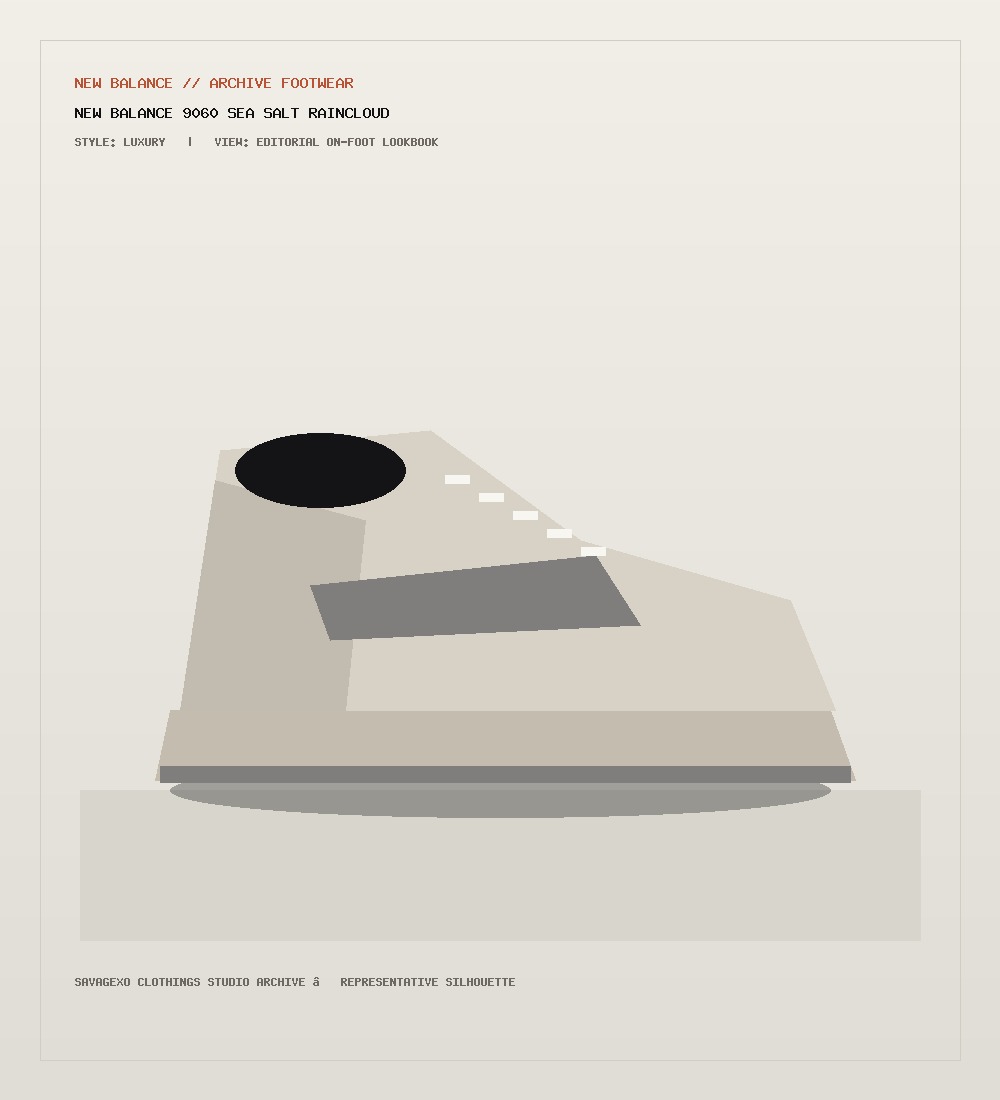 NEW BALANCE // ARCHIVE FOOTWEAR
NEW BALANCE 9060 SEA SALT RAINCLOUD
STYLE: LUXURY | VIEW: EDITORIAL ON-FOOT LOOKBOOK
SAVAGEXO CLOTHINGS STUDIO ARCHIVE â REPRESENTATIVE SILHOUETTE